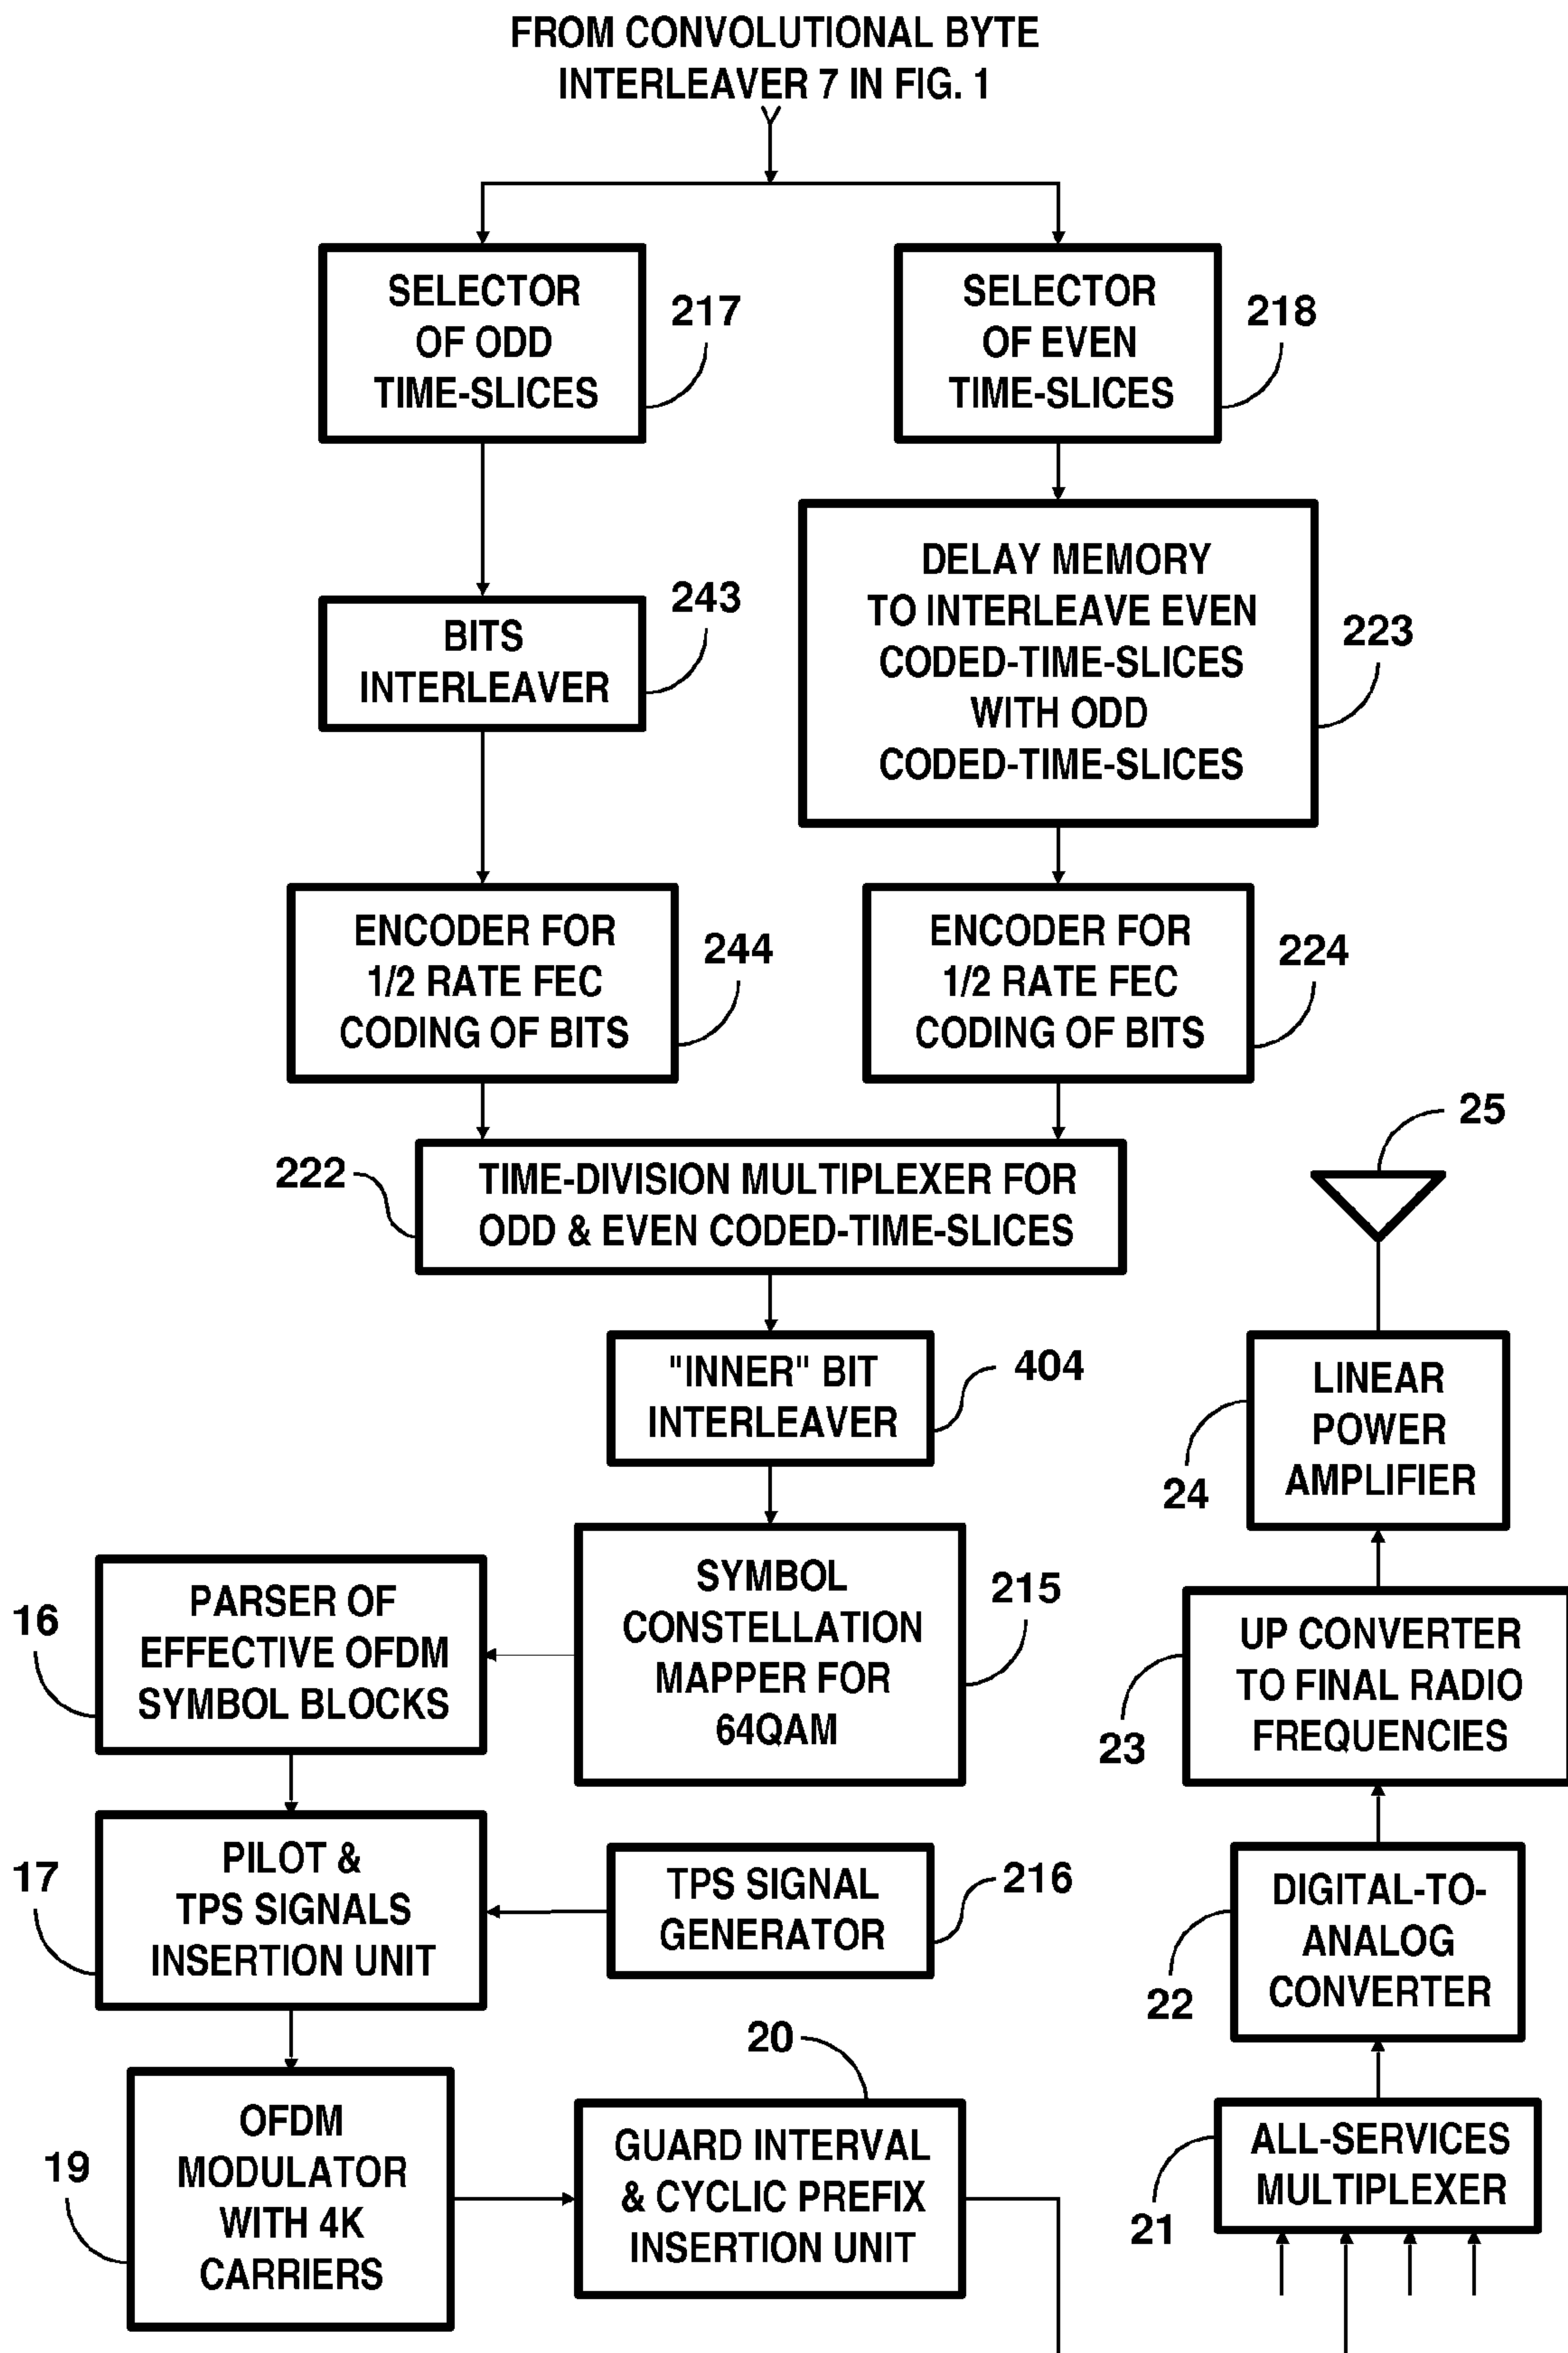 FROM CONVOLUTIONAL BYTE
INTERLEAVER 7 IN FIG. 1
SELECTOR
OF ODD
TIME-SLICES
217
SELECTOR
OF EVEN
TIME-SLICES
218
BITS
INTERLEAVER
243
DELAY MEMORY
TO INTERLEAVE EVEN
CODED-TIME-SLICES
WITH ODD
CODED-TIME-SLICES
223
ENCODER FOR
1/2 RATE FEC
CODING OF BITS
244
ENCODER FOR
1/2 RATE FEC
CODING OF BITS
224
222
TIME-DIVISION MULTIPLEXER FOR
ODD & EVEN CODED-TIME-SLICES
25
"INNER" BIT
INTERLEAVER
404
LINEAR
POWER
AMPLIFIER
24
SYMBOL
CONSTELLATION
MAPPER FOR
64QAM
215
16
PARSER OF
EFFECTIVE OFDM
SYMBOL BLOCKS
UP CONVERTER
TO FINAL RADIO
FREQUENCIES
23
17
PILOT &
TPS SIGNALS
INSERTION UNIT
TPS SIGNAL
GENERATOR
216
DIGITAL-TO-
ANALOG
CONVERTER
22
19
OFDM
MODULATOR
WITH 4K
CARRIERS
20
GUARD INTERVAL
& CYCLIC PREFIX
INSERTION UNIT
ALL-SERVICES
MULTIPLEXER
21